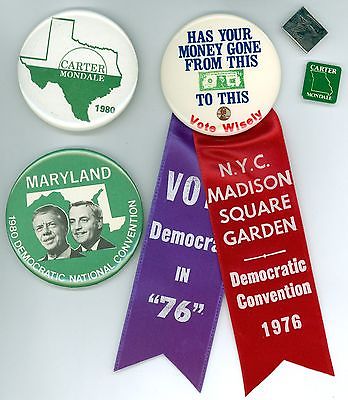 CARTER
MONDALE
1980
HAS YOUR
MONEY GONE
FROM THIS
TO THIS
Vote Wisely
CARTER
MONDALE
MARYLAND
1980 DEMOCRATIC NATIONAL CONVENTION
Democra
IN
"76"
N.Y.C.
MADISON
SQUARE
GARDEN
Democratic
Convention
1976